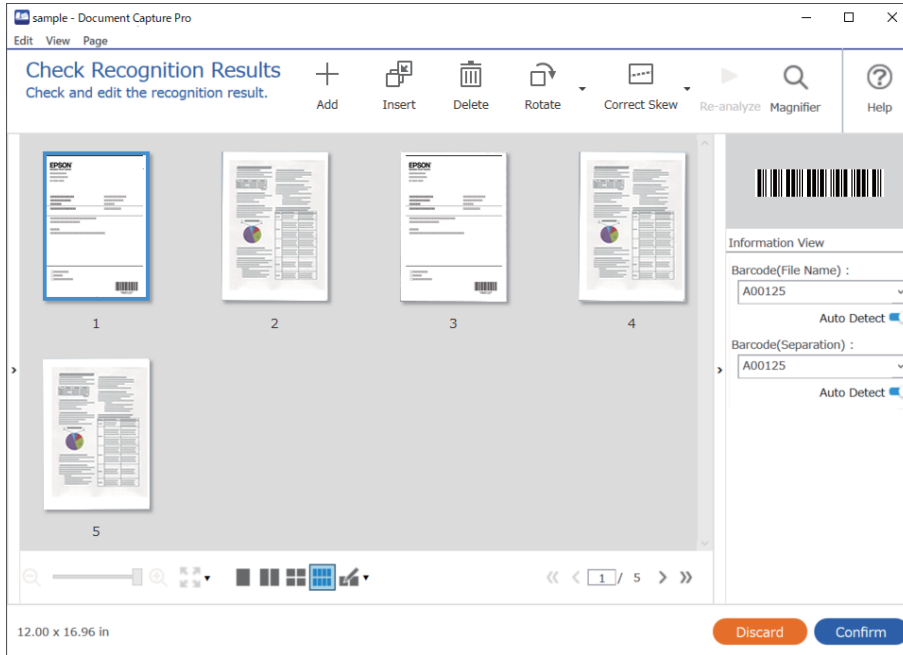 sample - Document Capture Pro
Edit View Page
Check Recognition Results
Check and edit the recognition result.
Add
Insert
Delete
Rotate
Correct Skew
Re-analyze
Magnifier
Help
EPSON
EPSON
1
2
3
4
5
Information View
Barcode(File Name) :
A00125
Auto Detect
Barcode(Separation) :
A00125
Auto Detect
1 / 5
12.00 x 16.96 in
Discard
Confirm